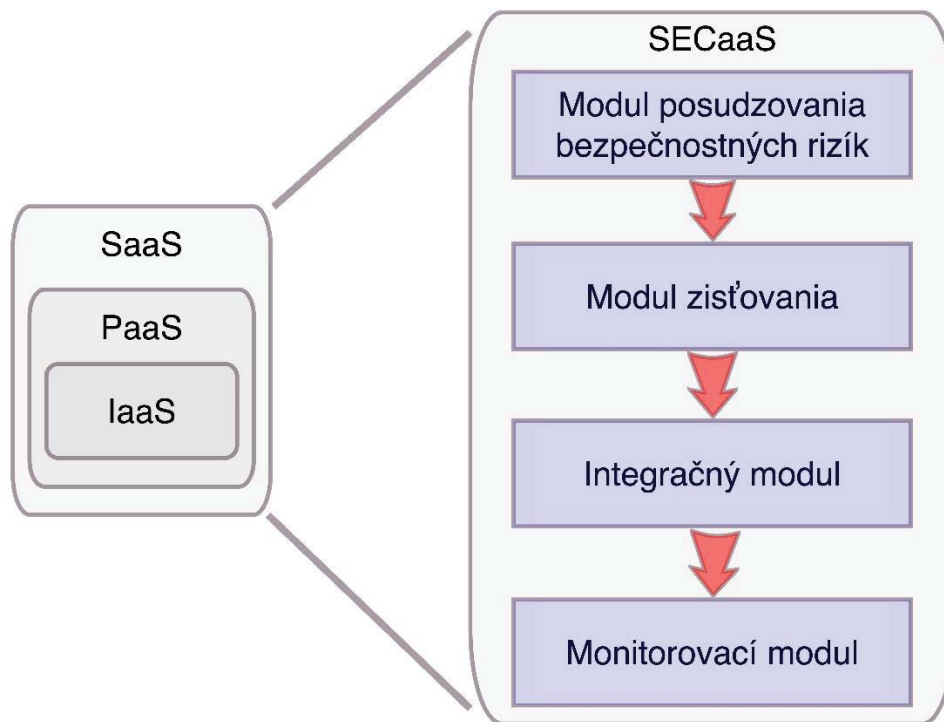 SaaS
PaaS
IaaS
SECaaS
Modul posudzovania
bezpečnostných rizík
Modul zisťovania
Integračný modul
Monitorovací modul